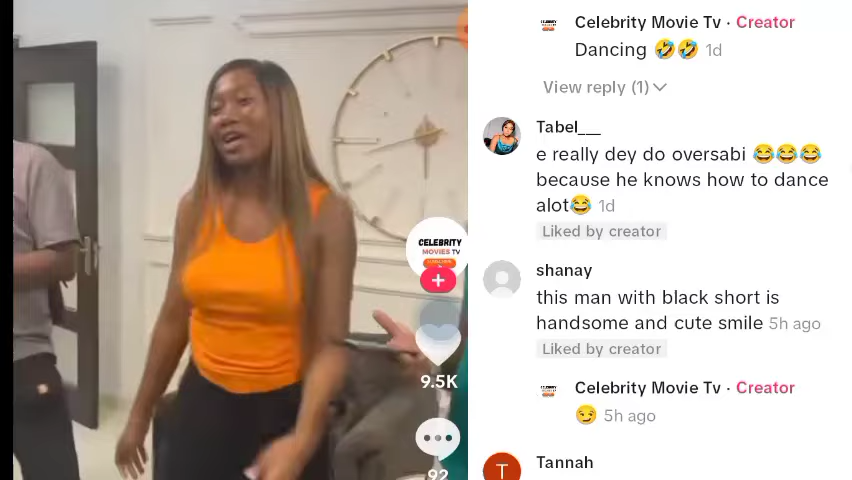 CELEBRITY
MOVIES TV
9.5K
92
Celebrity Movie Tv · Creator
Dancing 🤣🤣 1d
View reply (1)
Tabel___
e really dey do oversabi 😂😂😂
because he knows how to dance
alot😂 1d
Liked by creator
shanay
this man with black short is
handsome and cute smile 5h ago
Liked by creator
Celebrity Movie Tv · Creator
😏 5h ago
T
Tannah